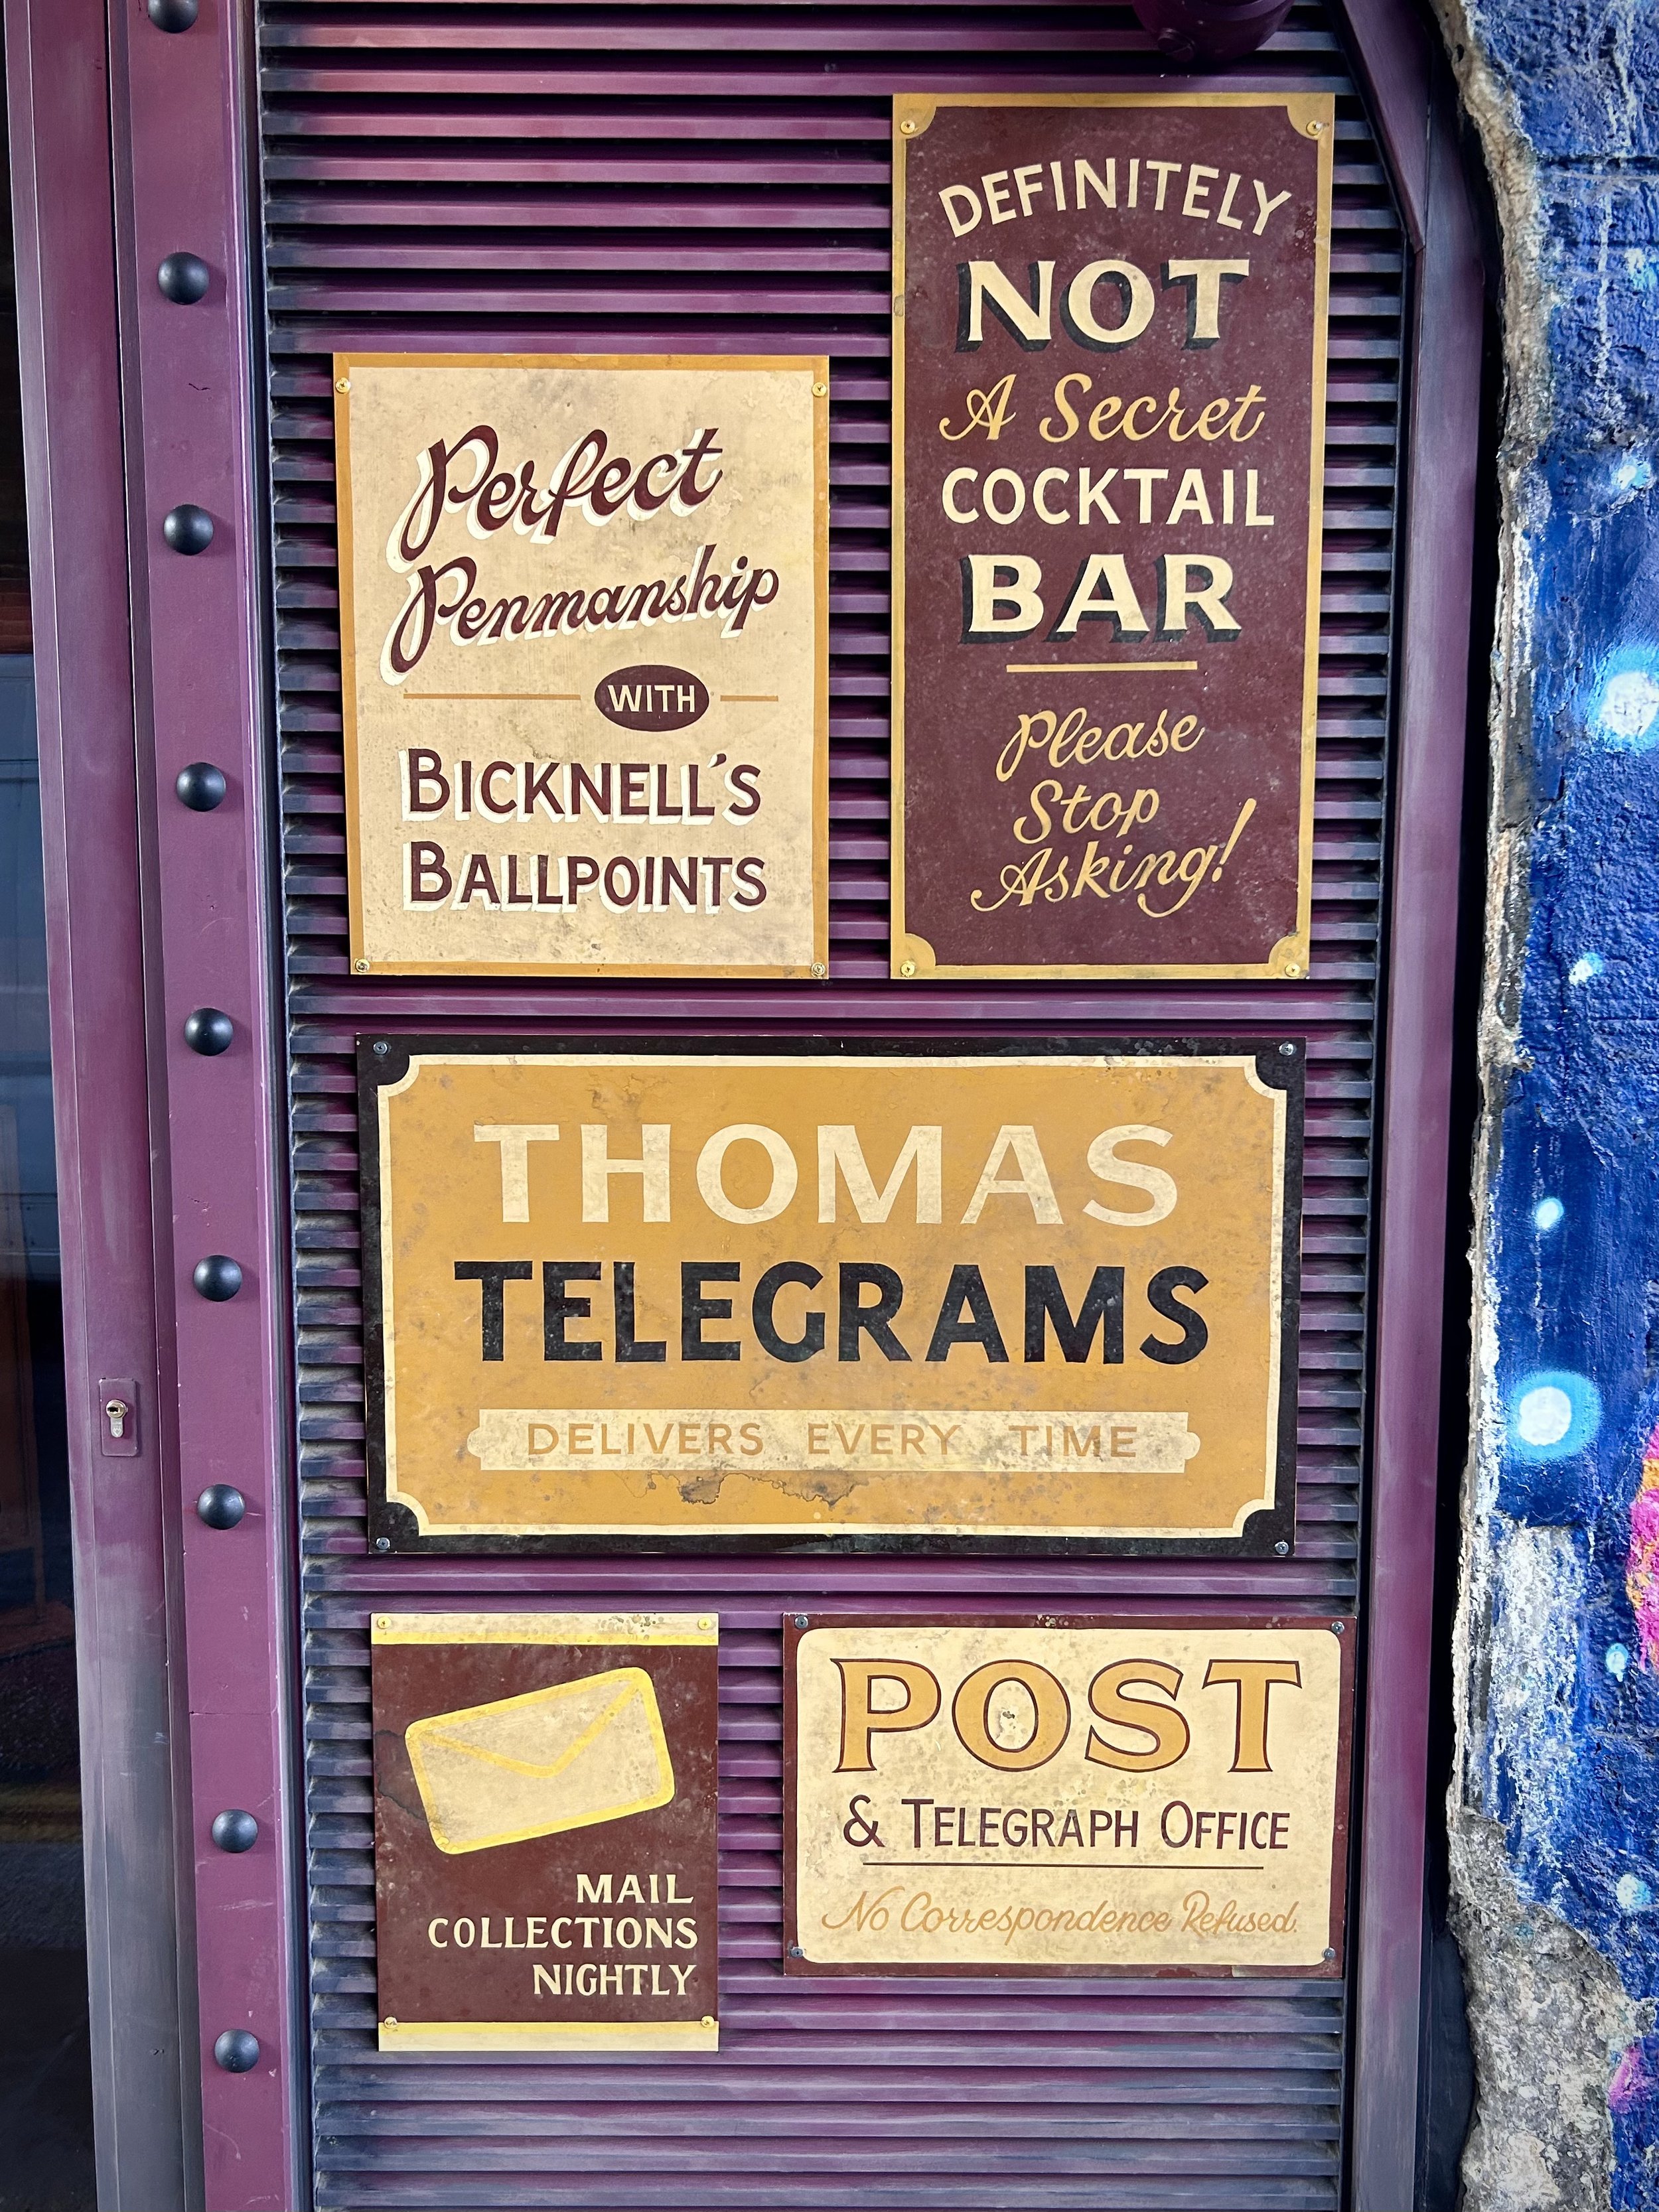 DEFINITELY
NOT
A Secret
COCKTAIL
BAR
Please
Stop
Asking!
Perfect
Penmanship
WITH
BICKNELL'S
BALLPOINTS
THOMAS
TELEGRAMS
DELIVERS EVERY TIME
MAIL
COLLECTIONS
NIGHTLY
POST
& TELEGRAPH OFFICE
No Correspondence Refused.